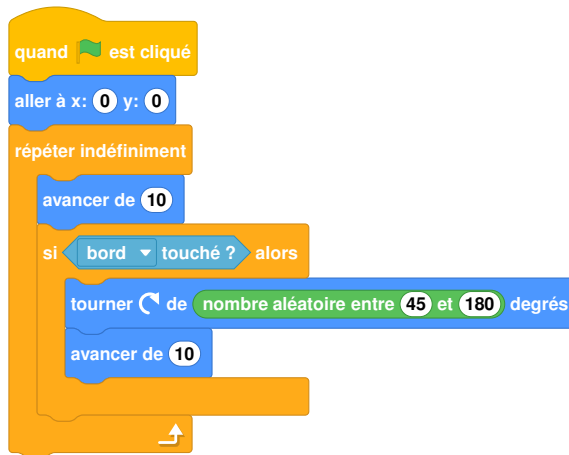 quand est cliqué
aller à x: 0 y: 0
répéter indéfiniment
avancer de 10
si bord touché ? alors
tourner de nombre aléatoire entre 45 et 180 degrés
avancer de 10